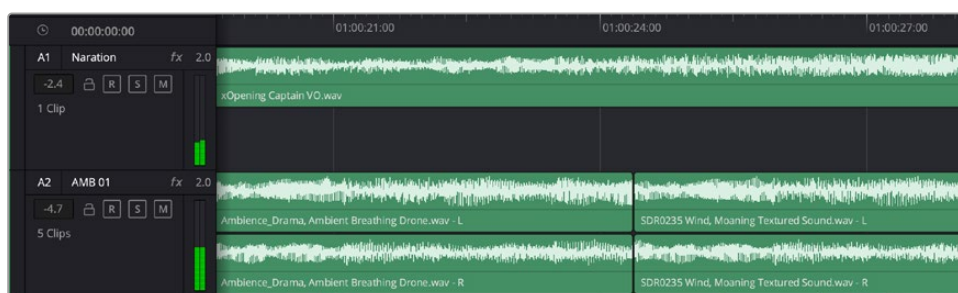 00:00:00:00 01:00:21:00 01:00:24:00 01:00:27:00
A1 Naration fx 2.0
-2.4 R S M
1 Clip
xOpening Captain VO.wav
A2 AMB 01 fx 2.0
-4.7 R S M
5 Clips
Ambience_Drama, Ambient Breathing Drone.wav - L SDR0235 Wind, Moaning Textured Sound.wav - L
Ambience_Drama, Ambient Breathing Drone.wav - R SDR0235 Wind, Moaning Textured Sound.wav - R